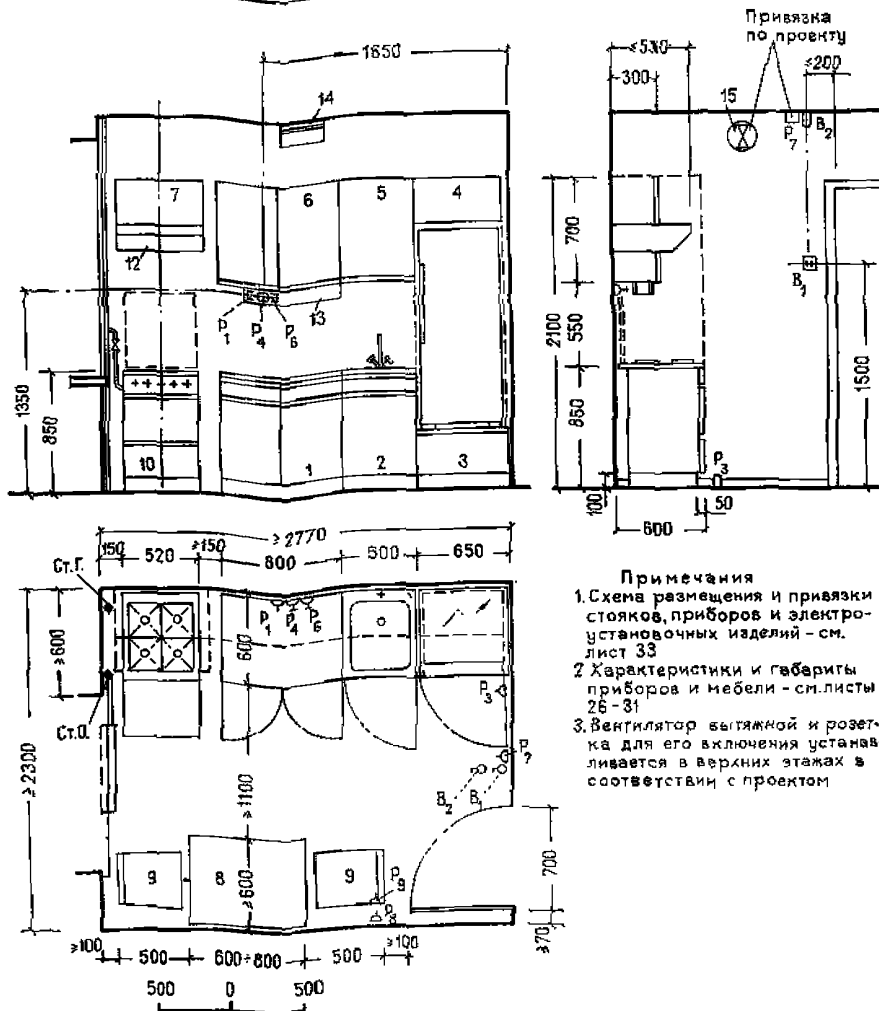 1650
14
7
6
5
4
12
13
P₁
P₄
P₆
1350
850
10
1
2
3
Привязка
по проекту
≤530
300
≤200
15
P₇
B₂
700
2100
550
B₁
1500
850
P₃
100
50
600
≥2770
Ст.Г.
150
520
≥150
800
600
650
≥600
P₁
P₄
P₆
600
P₃
Ст.О.
P₇
≥2300
≥1100
B₂
B₁
9
8
9
P₉
≥600
P₈
700
≥70
≥100
500
600÷800
500
≥100
500
0
500
Примечания
1. Схема размещения и привязки
стояков, приборов и электро-
установочных изделий – см.
лист 33
2 Характеристики и габариты
приборов и мебели – см. листы
26-31
3. Вентилятор вытяжной и розет-
ка для его включения устанав
ливается в верхних этажах в
соответствии с проектом